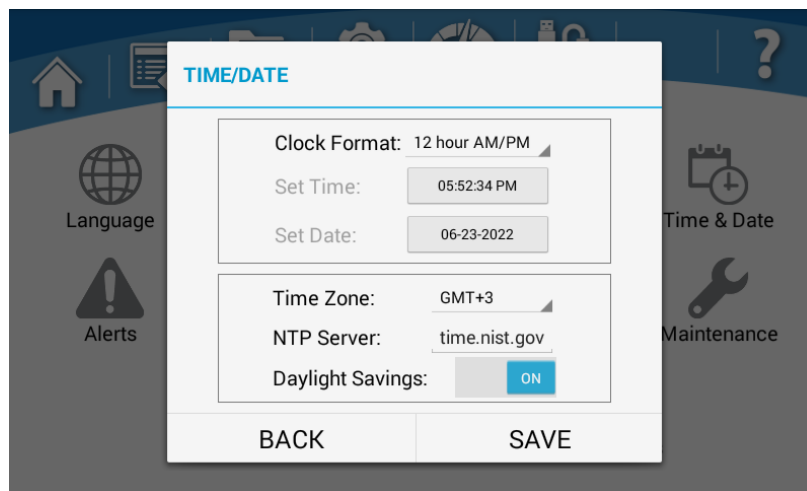 ?
TIME/DATE
Clock Format: 12 hour AM/PM
Set Time: 05:52:34 PM
Set Date: 06-23-2022
Time Zone: GMT+3
NTP Server: time.nist.gov
Daylight Savings: ON
BACK SAVE
Language
Alerts
Time & Date
Maintenance